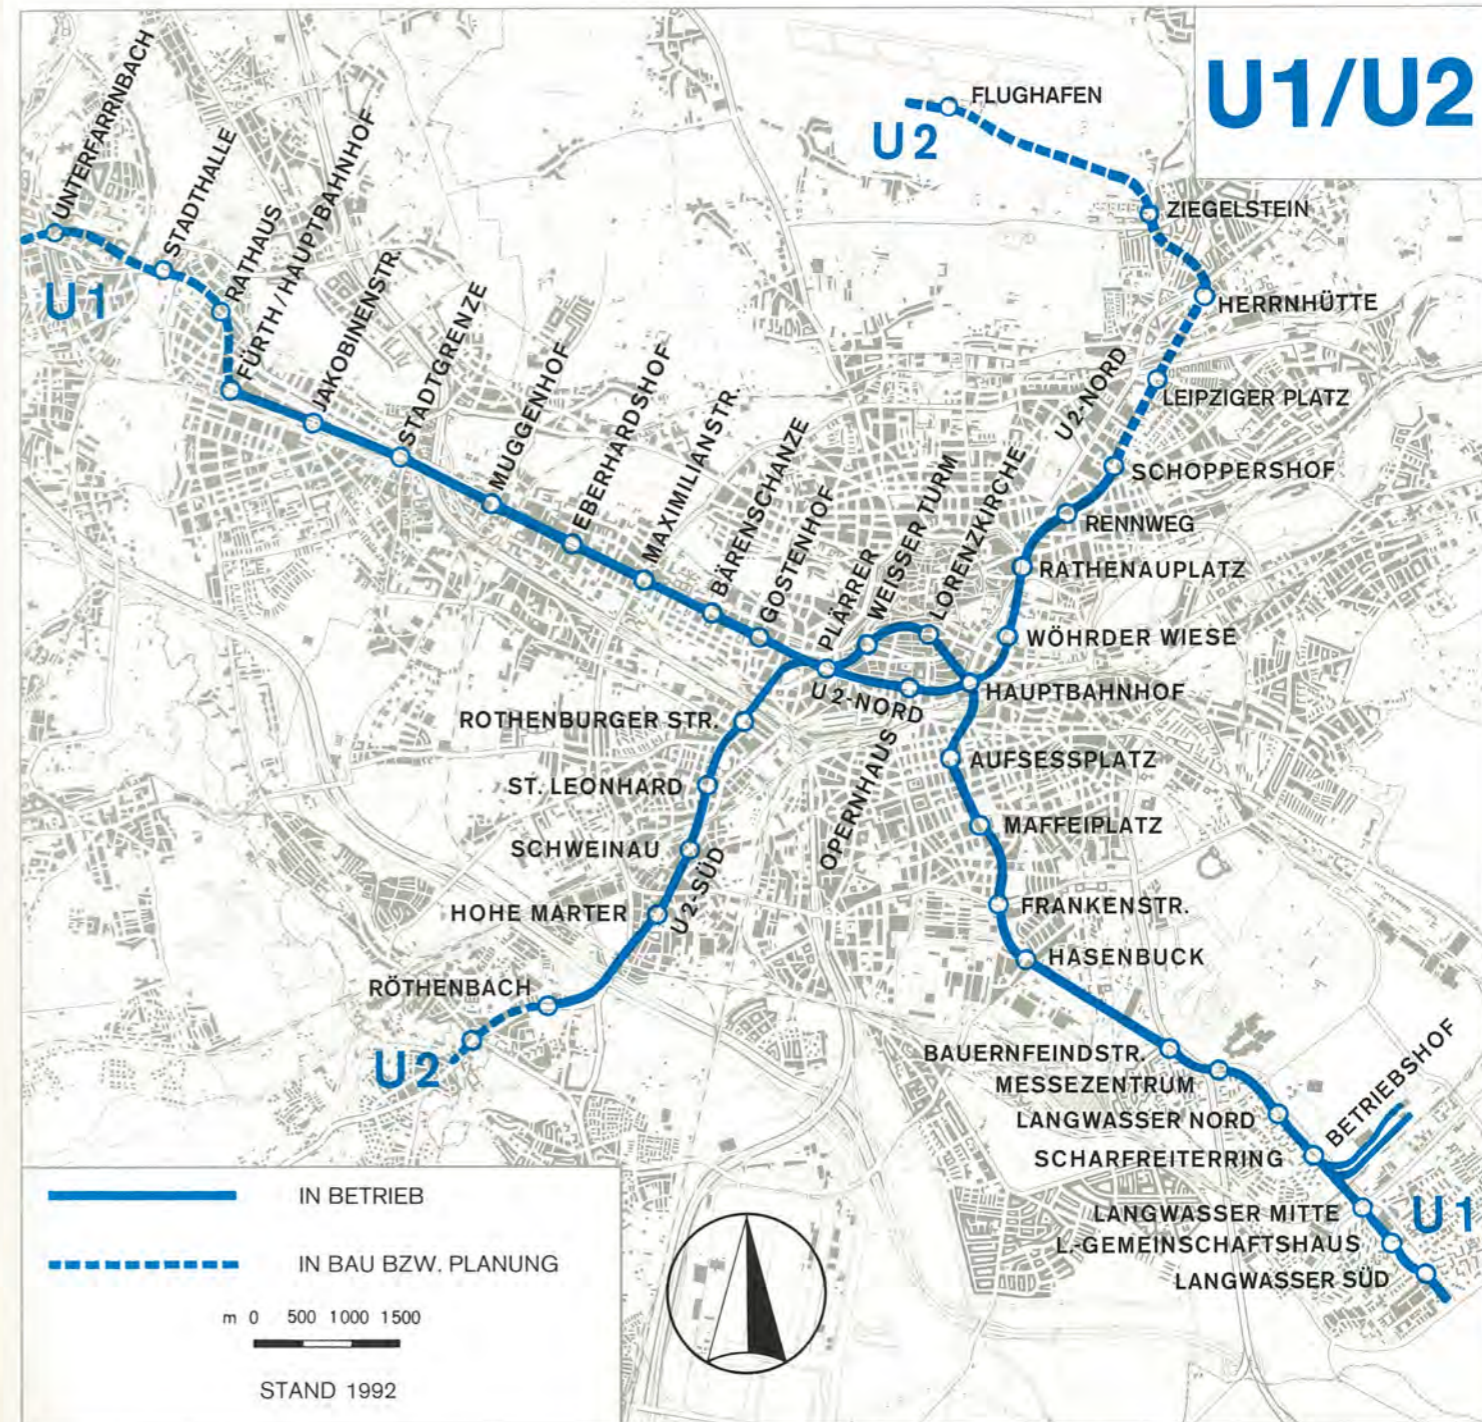 U1/U2
FLUGHAFEN
U2
ZIEGELSTEIN
HERRNHÜTTE
LEIPZIGER PLATZ
U2-NORD
SCHOPPERSHOF
RENNWEG
RATHENAUPLATZ
WÖHRDER WIESE
HAUPTBAHNHOF
UNTERFARRNBACH
STADTHALLE
RATHAUS
FÜRTH/HAUPTBAHNHOF
U1
JAKOBINENSTR.
STADTGRENZE
MUGGENHOF
EBERHARDSHOF
MAXIMILIANSTR.
BÄRENSCHANZE
GOSTENHOF
PLÄRRER
WEISSER TURM
LORENZKIRCHE
U2-NORD
OPERNHAUS
ROTHENBURGER STR.
ST. LEONHARD
SCHWEINAU
U2-SÜD
HOHE MARTER
RÖTHENBACH
U2
AUFSESSPLATZ
MAFFEIPLATZ
FRANKENSTR.
HASENBUCK
BAUERNFEINDSTR.
MESSEZENTRUM
LANGWASSER NORD
SCHARFREITERRING
BETRIEBSHOF
LANGWASSER MITTE
U1
L.-GEMEINSCHAFTSHAUS
LANGWASSER SÜD
IN BETRIEB
IN BAU BZW. PLANUNG
m 0 500 1000 1500
STAND 1992